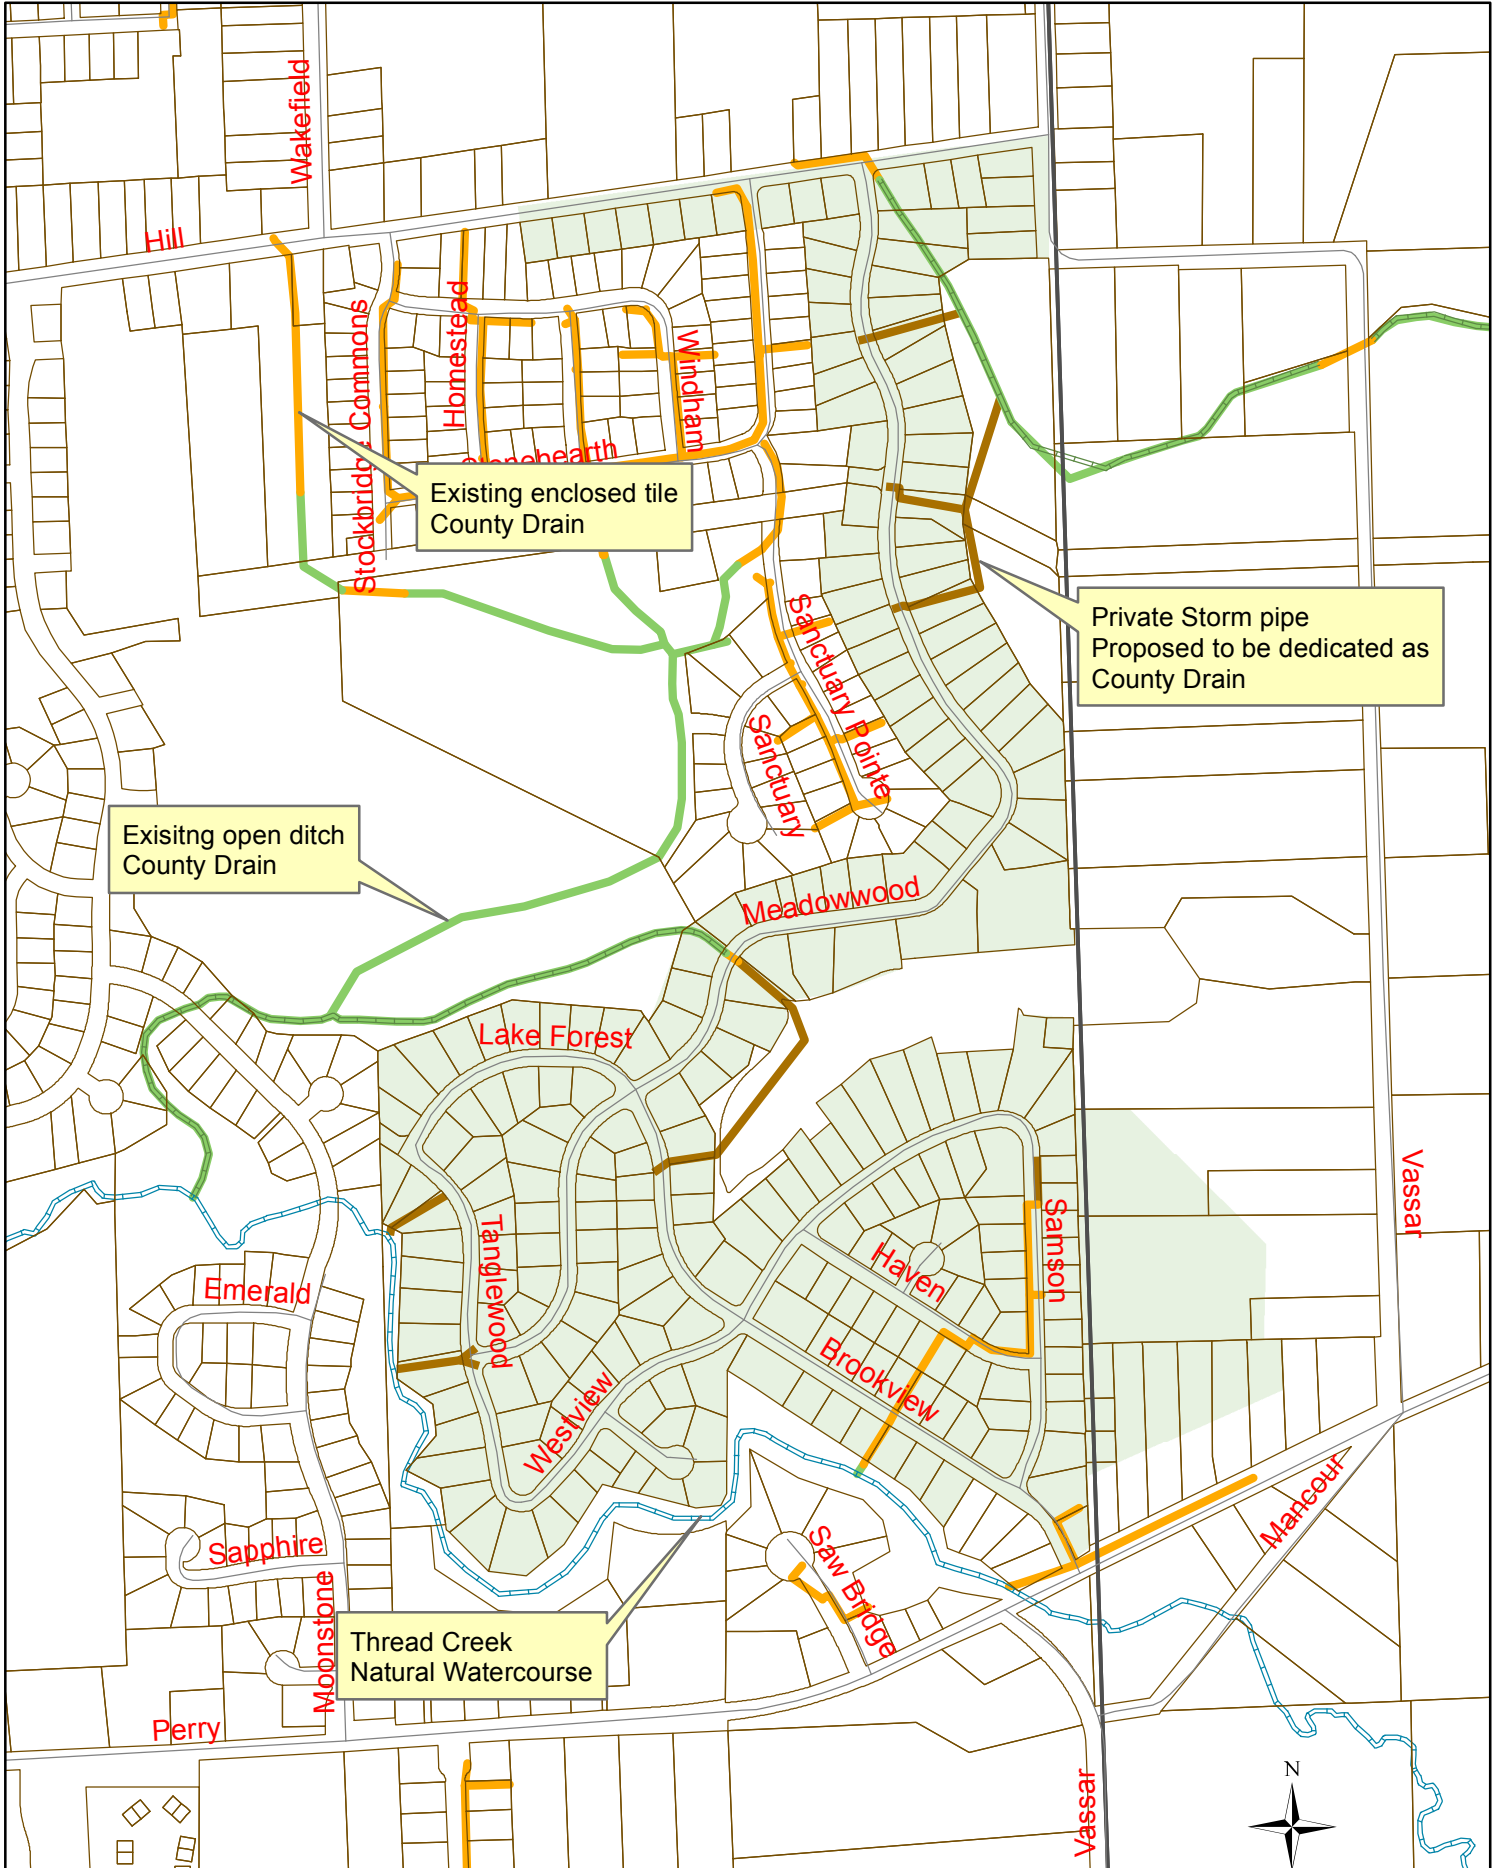 Wakefield
Hill
Stockbridge Commons
Homestead
Windham
Stonehearth
Existing enclosed tile
County Drain
Private Storm pipe
Proposed to be dedicated as
County Drain
Sanctuary Pointe
Sanctuary
Exisitng open ditch
County Drain
Meadowwood
Lake Forest
Vassar
Tanglewood
Samson
Haven
Emerald
Brookview
Westview
Mancour
Sapphire
Saw Bridge
Moonstone
Thread Creek
Natural Watercourse
Perry
Vassar
N